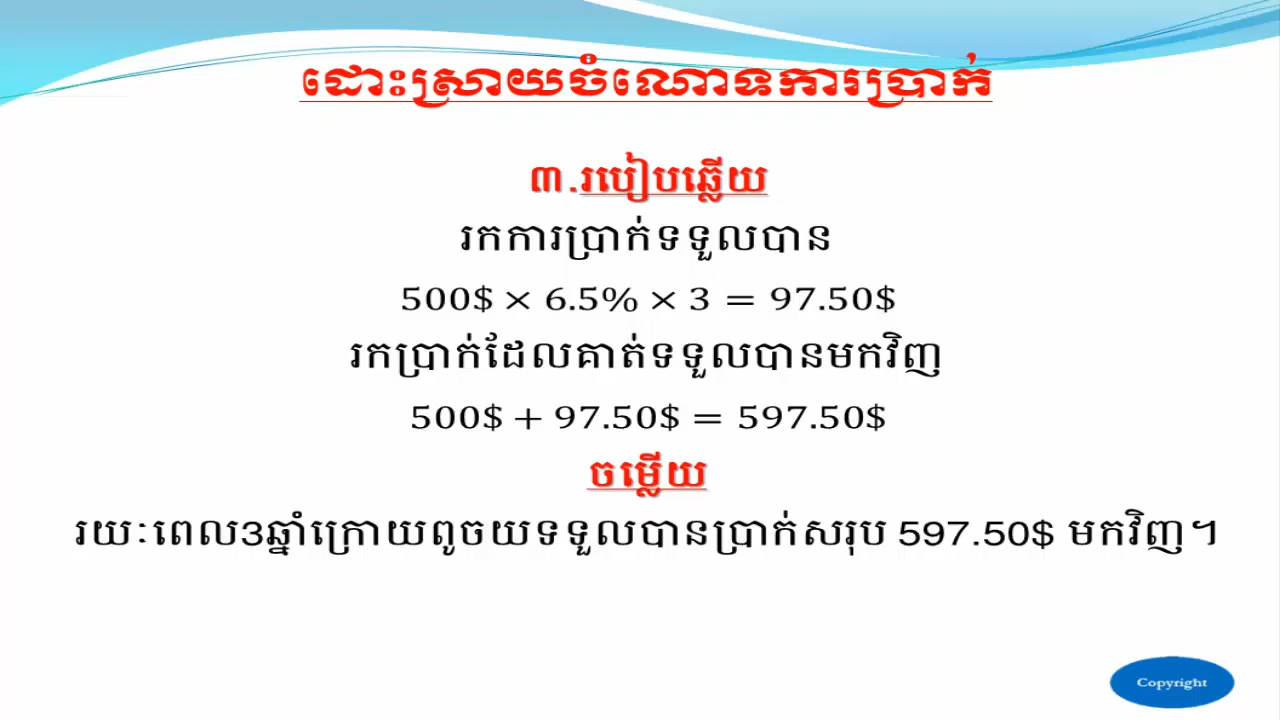 ដោះស្រាយចំណោទការប្រាក់
៣.របៀបឆ្លើយ
រកការប្រាក់ទទួលបាន
500$ × 6.5% × 3 = 97.50$
រកប្រាក់ដែលគាត់ទទួលបានមកវិញ
500$ + 97.50$ = 597.50$
ចម្លើយ
រយៈពេល3ឆ្នាំក្រោយពូចយទទួលបានប្រាក់សរុប 597.50$ មកវិញ។
Copyright